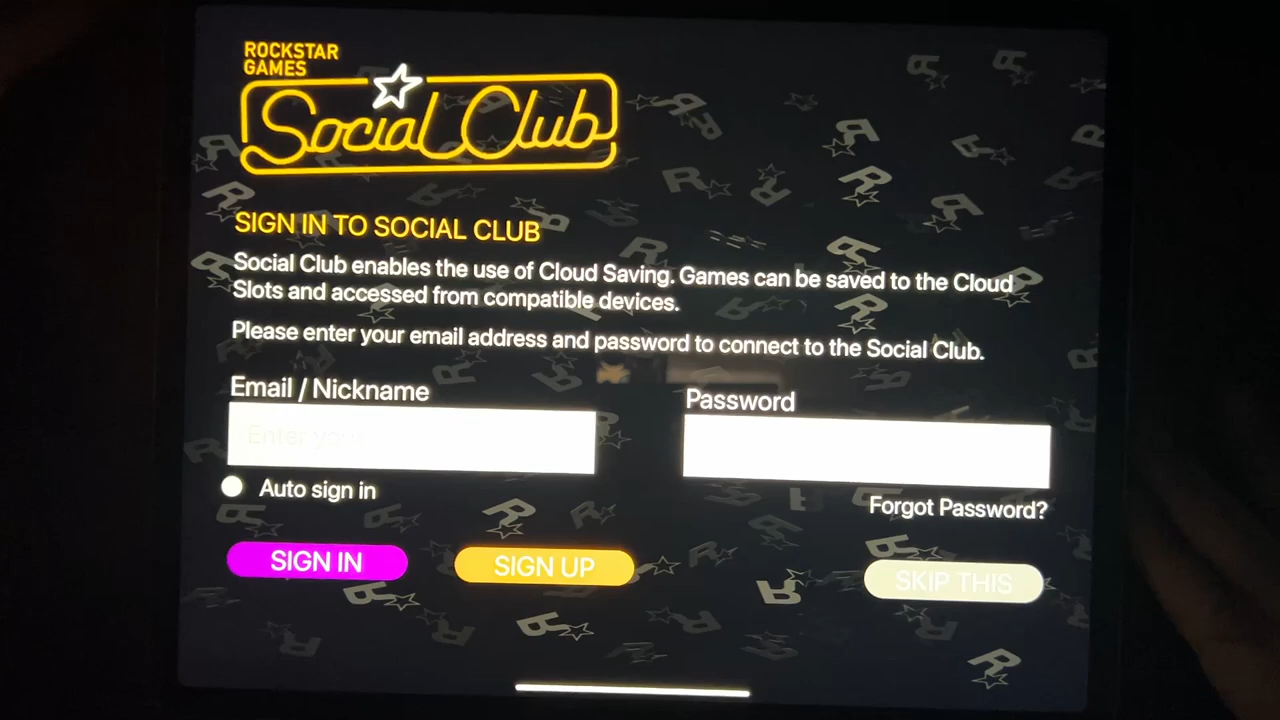 ROCKSTAR
GAMES
Social Club
SIGN IN TO SOCIAL CLUB
Social Club enables the use of Cloud Saving. Games can be saved to the Cloud
Slots and accessed from compatible devices.
Please enter your email address and password to connect to the Social Club.
Email / Nickname
Password
Enter
Auto sign in
Forgot Password?
SIGN IN
SIGN UP
SKIP THIS